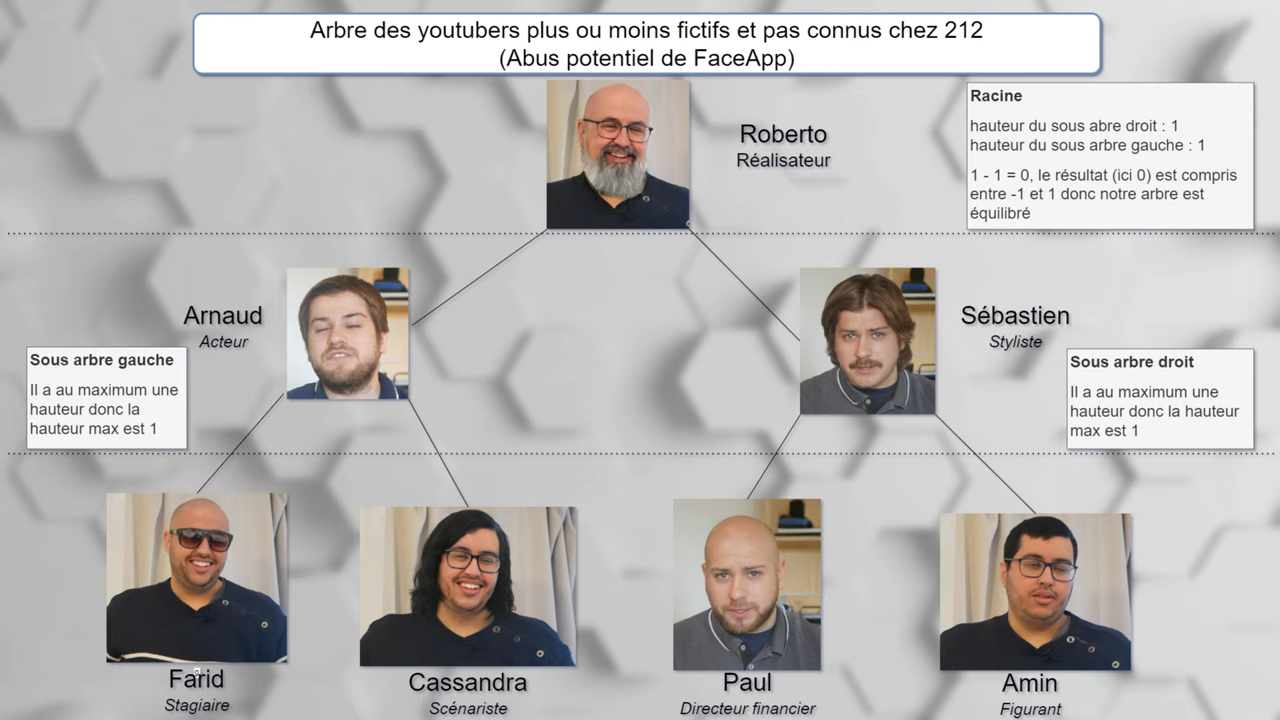 Arbre des youtubers plus ou moins fictifs et pas connus chez 212
(Abus potentiel de FaceApp)
Roberto
Réalisateur
Racine
hauteur du sous abre droit : 1
hauteur du sous arbre gauche : 1
1 - 1 = 0, le résultat (ici 0) est compris
entre -1 et 1 donc notre arbre est
équilibré
Arnaud
Acteur
Sébastien
Styliste
Sous arbre gauche
Il a au maximum une
hauteur donc la
hauteur max est 1
Sous arbre droit
Il a au maximum une
hauteur donc la hauteur
max est 1
Farid
Stagiaire
Cassandra
Scénariste
Paul
Directeur financier
Amin
Figurant